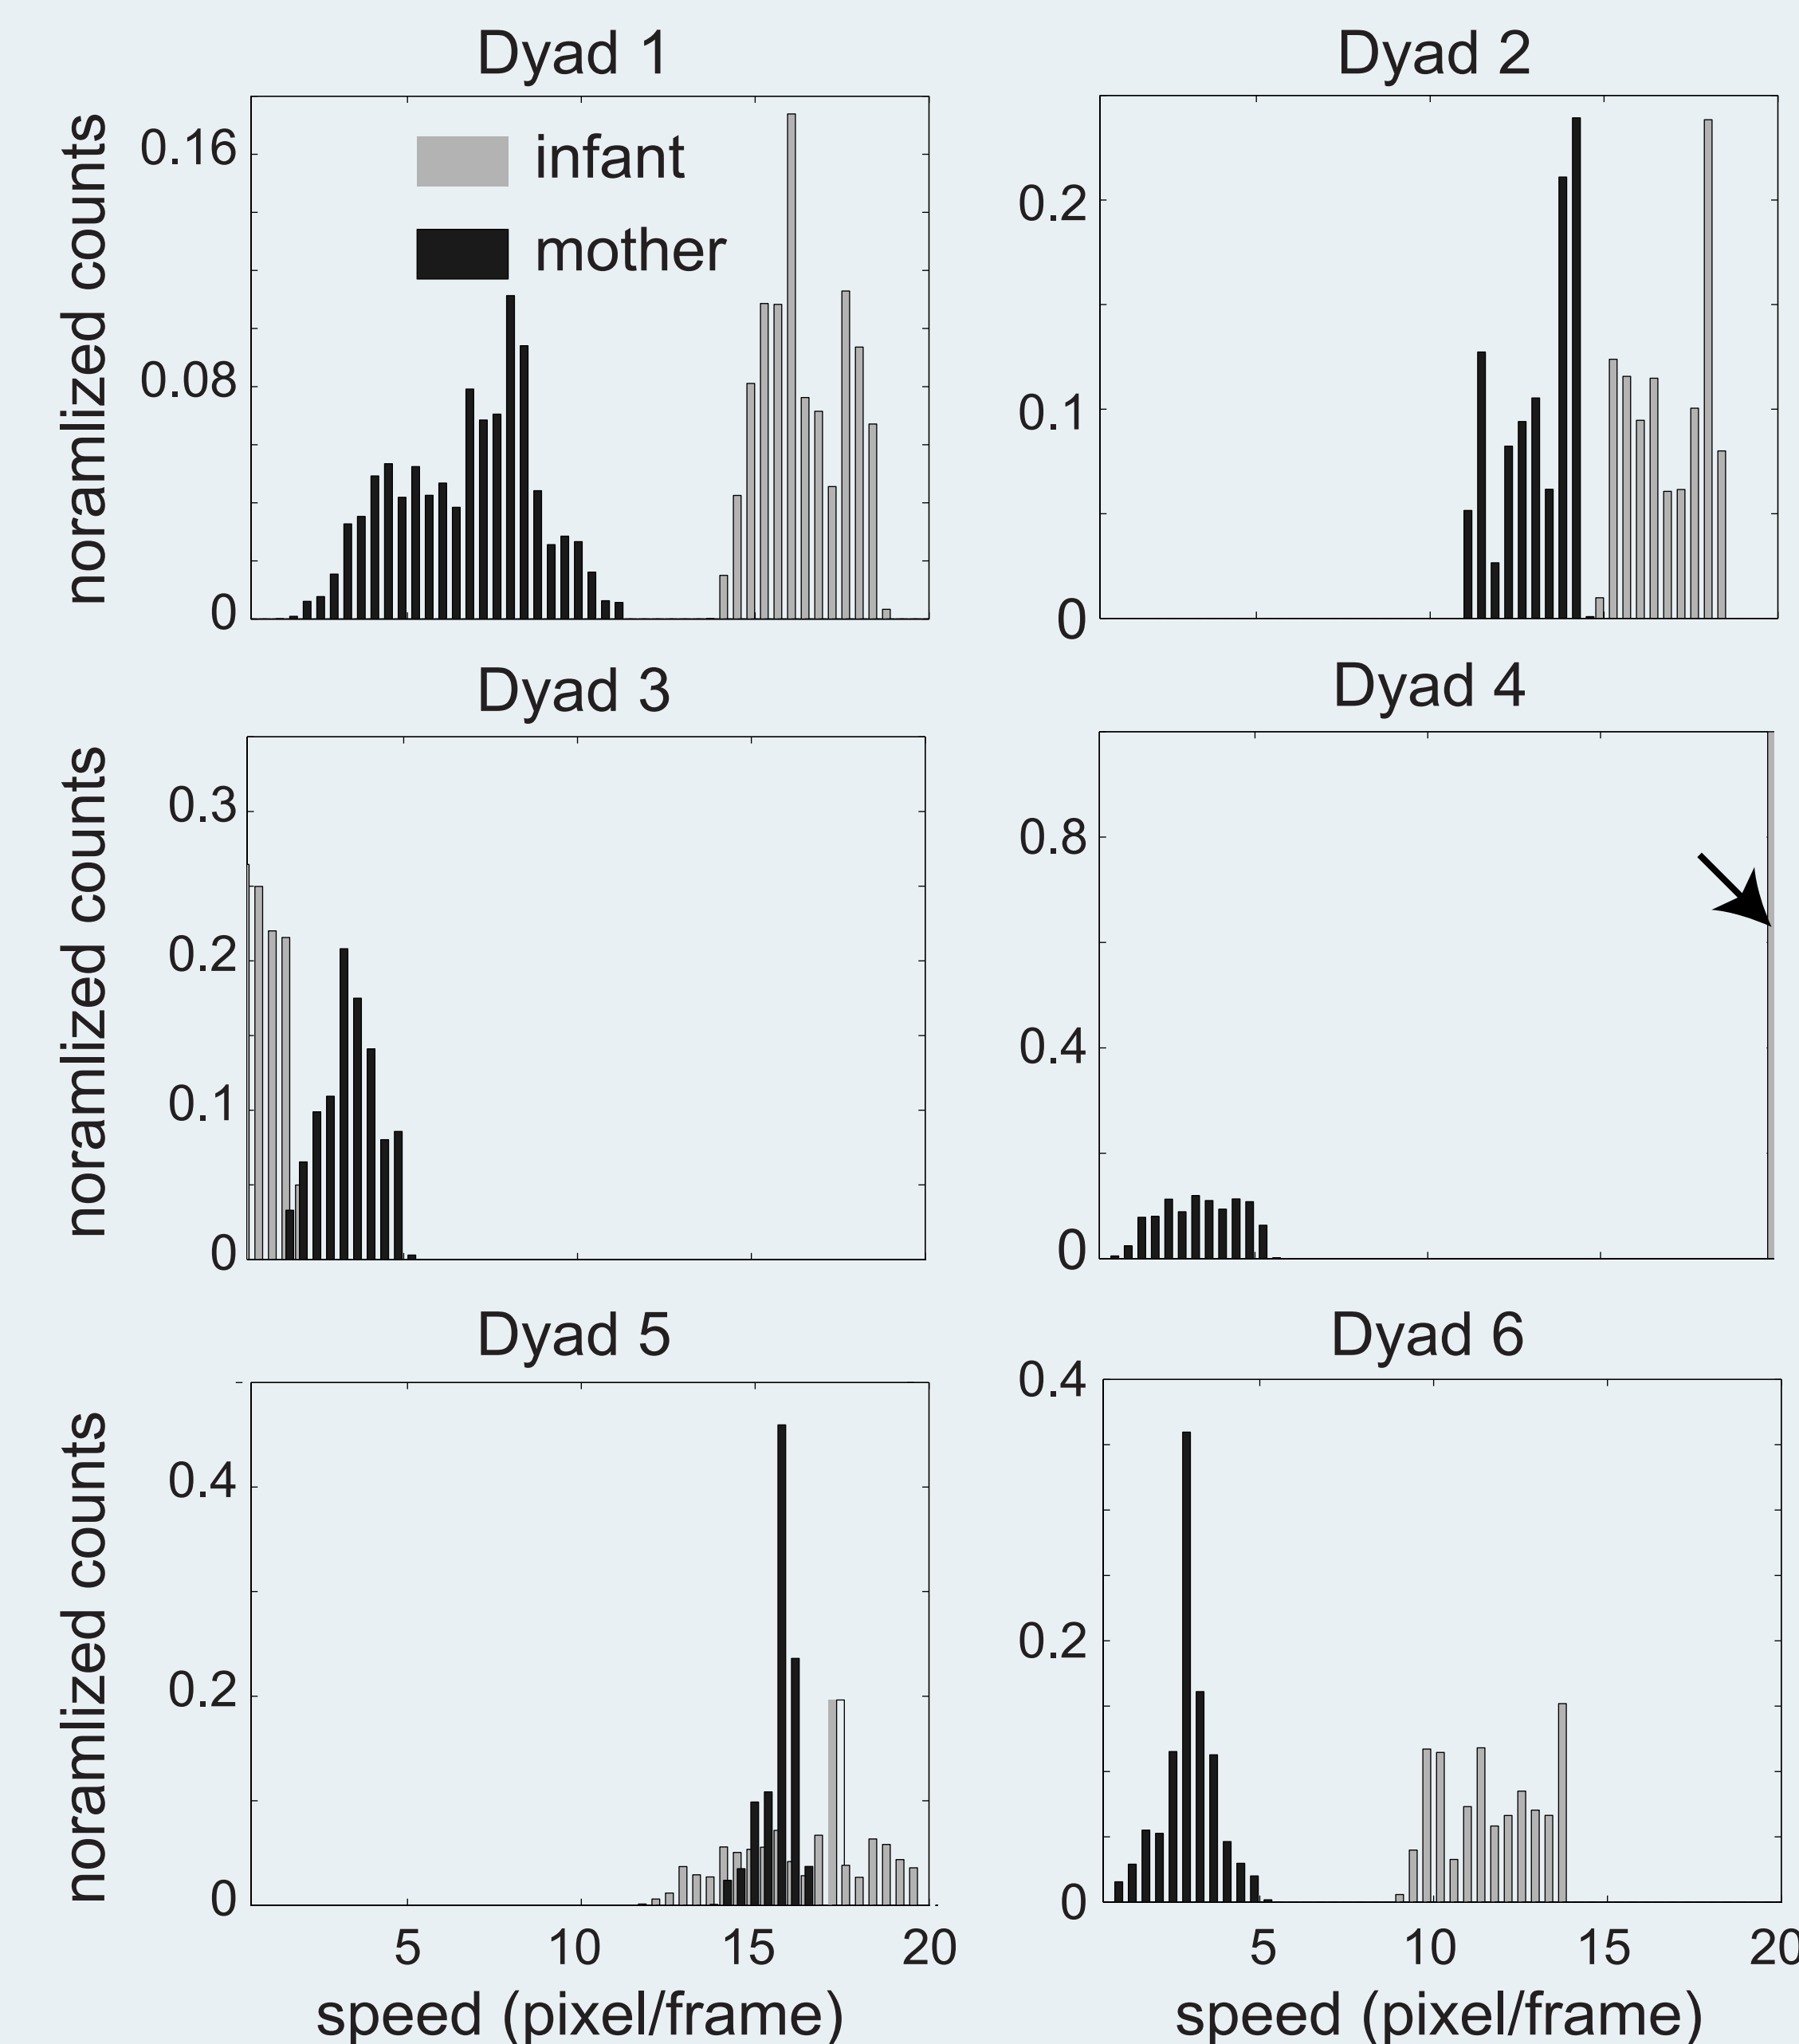 Dyad 1
Dyad 2
noramlized counts
0.16
0.08
0
infant
mother
0.2
0.1
0
Dyad 3
Dyad 4
noramlized counts
0.3
0.2
0.1
0
0.8
0.4
0
Dyad 5
Dyad 6
noramlized counts
0.4
0.2
0
0.4
0.2
0
5 10 15 20
5 10 15 20
speed (pixel/frame)
speed (pixel/frame)